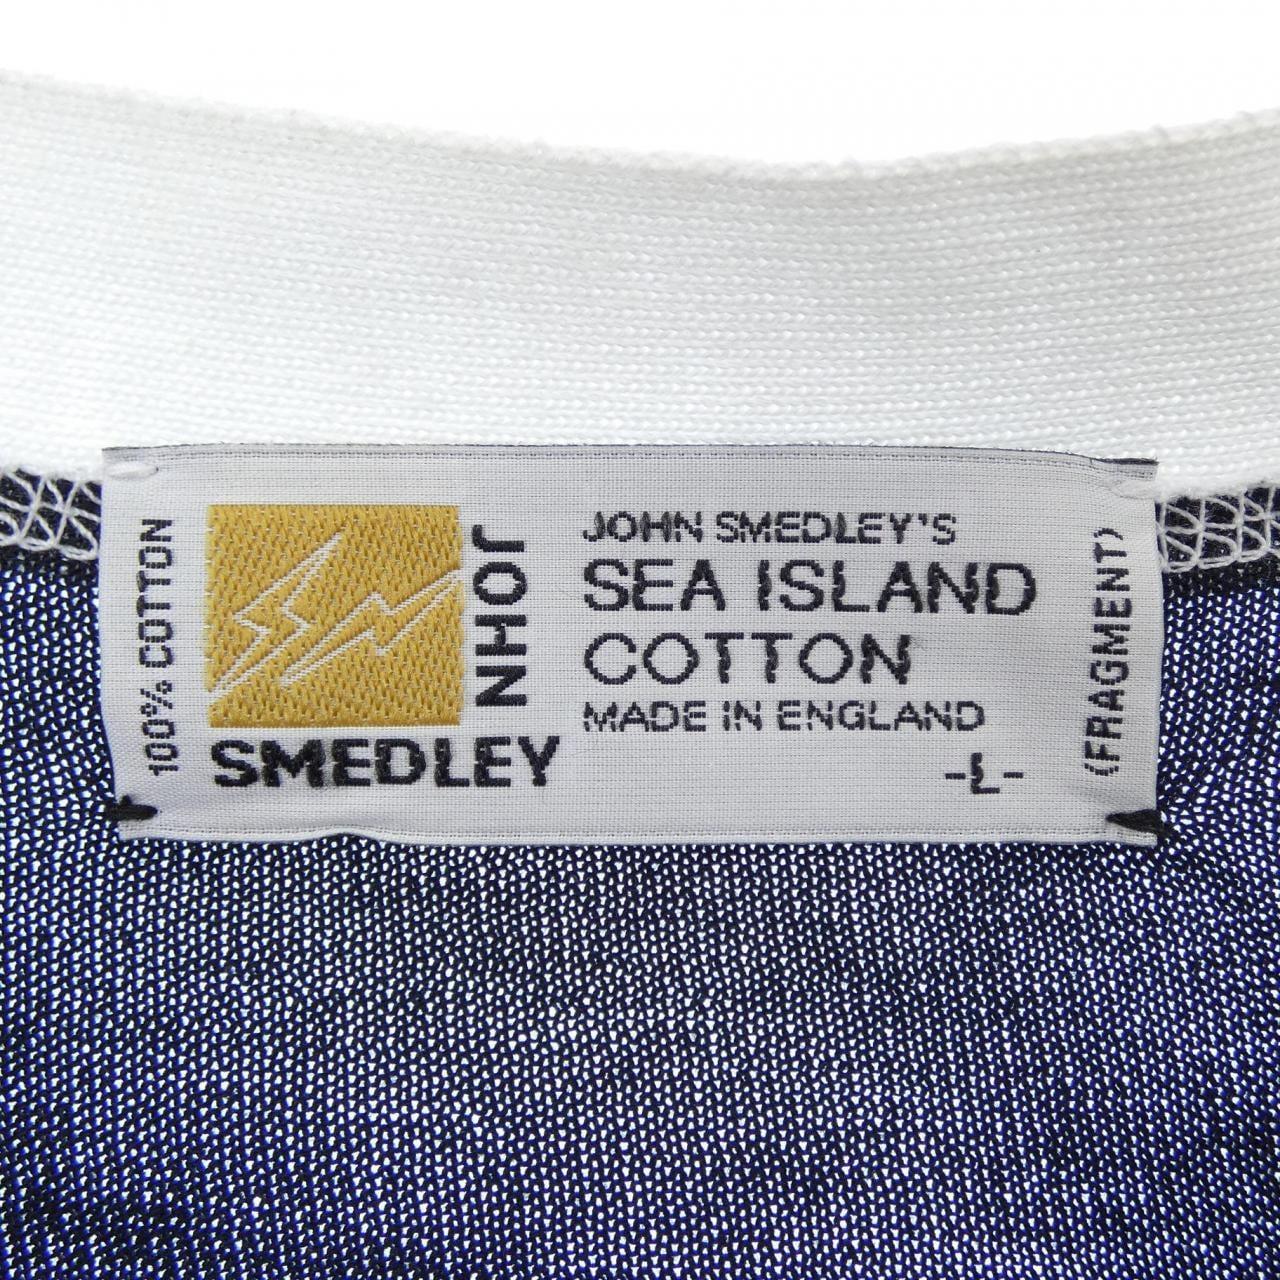 100% COTTON
JOHN
SMEDLEY
JOHN SMEDLEY'S
SEA ISLAND
COTTON
MADE IN ENGLAND
-L-
(FRAGMENT)